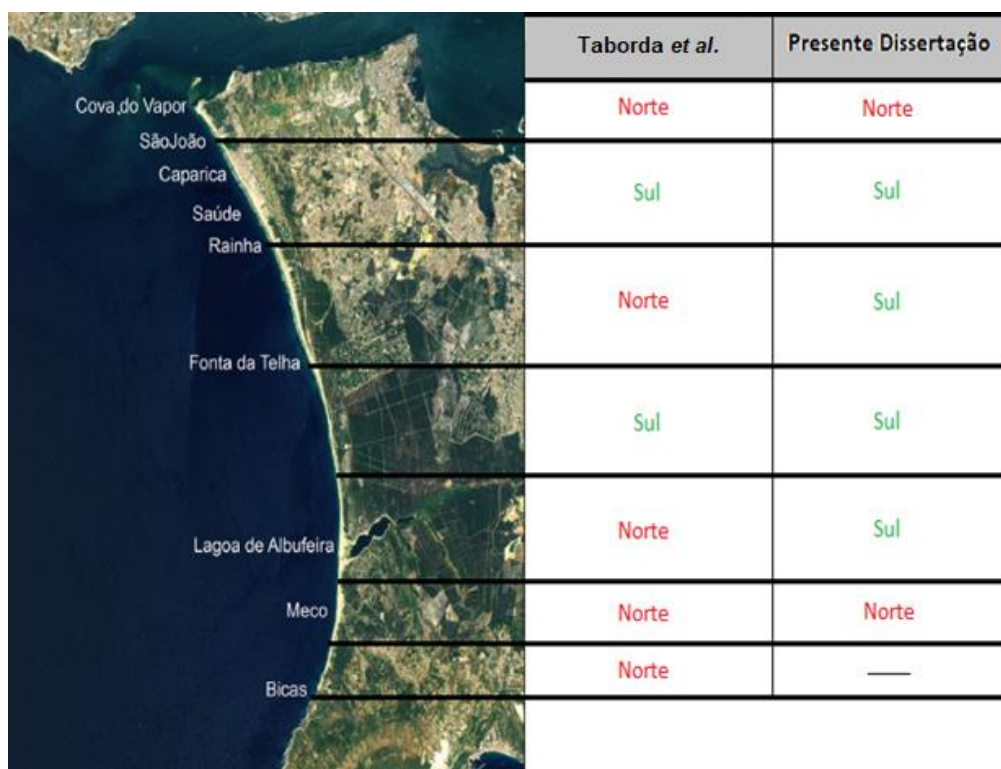 Taborda et al.
Presente Dissertação
Cova do Vapor
Norte
Norte
SãoJoão
Caparica
Sul
Sul
Saúde
Rainha
Norte
Sul
Fonta da Telha
Sul
Sul
Norte
Sul
Lagoa de Albufeira
Meco
Norte
Norte
Norte
Bicas